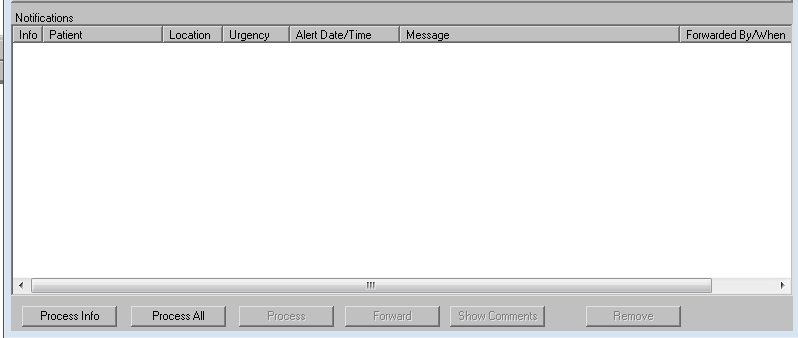 Notifications
Info Patient Location Urgency Alert Date/Time Message Forwarded By/When
Process Info Process All Process Forward Show Comments Remove